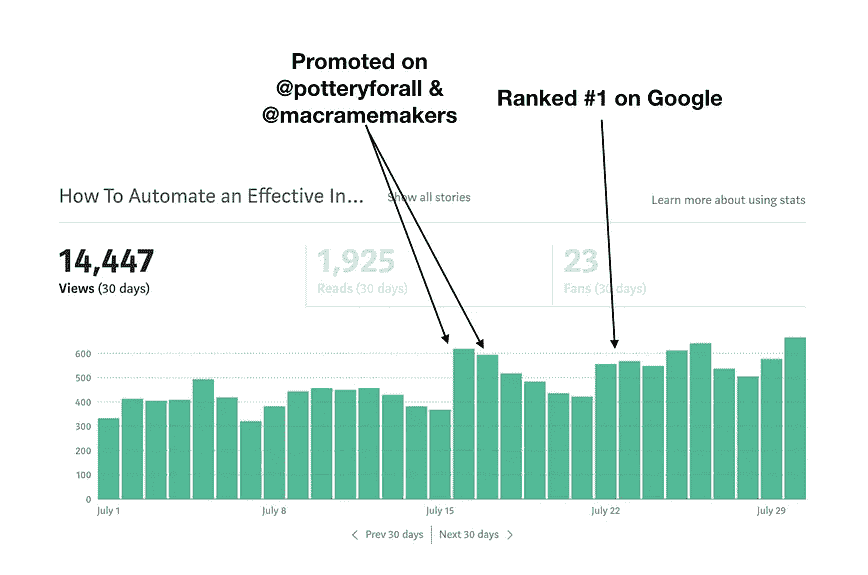 Promoted on
@potteryforall &
@macramemakers
Ranked #1 on Google
How To Automate an Effective In...
Show all stories
Learn more about using stats
14,447
Views (30 days)
1,925
Reads (30 days)
23
Fans (30 days)
600
500
400
300
200
100
0
July 1
July 8
July 15
July 22
July 29
Prev 30 days
Next 30 days